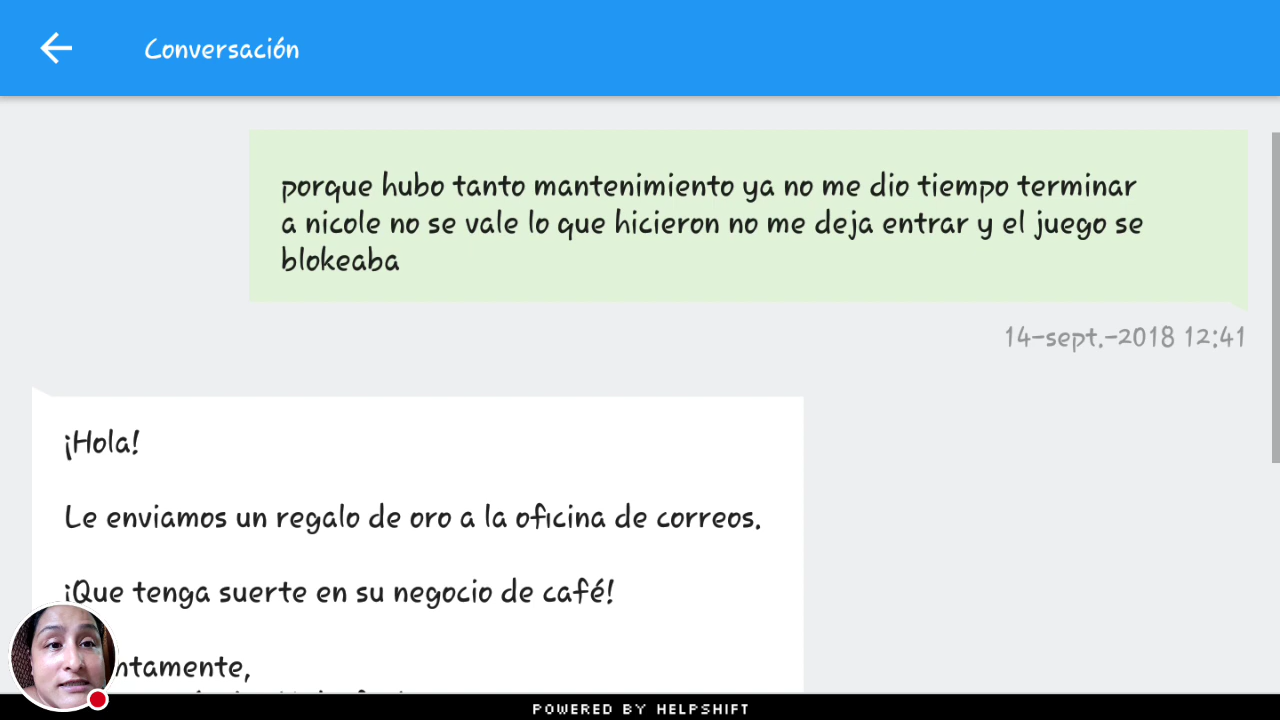 Conversación
porque hubo tanto mantenimiento ya no me dio tiempo terminar
a nicole no se vale lo que hicieron no me deja entrar y el juego se
blokeaba
14-sept.-2018 12:41
¡Hola!
Le enviamos un regalo de oro a la oficina de correos.
¡Que tenga suerte en su negocio de café!
ntamente,
POWERED BY HELPSHIFT